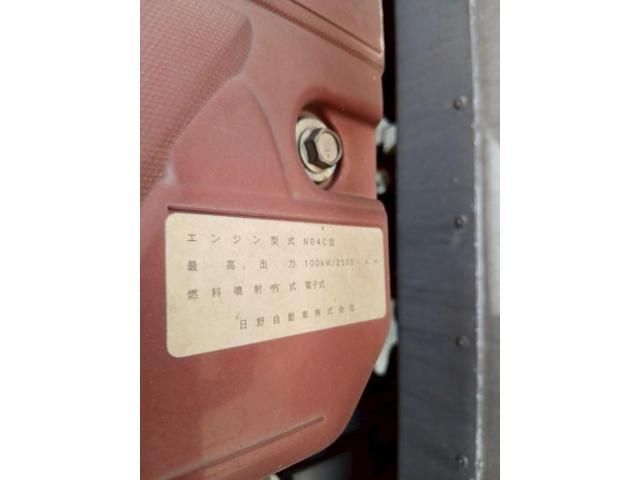 エンジン型式 N04C型
最高出力 100kW/2500
燃料噴射方式 電子式
日野自動車株式会社